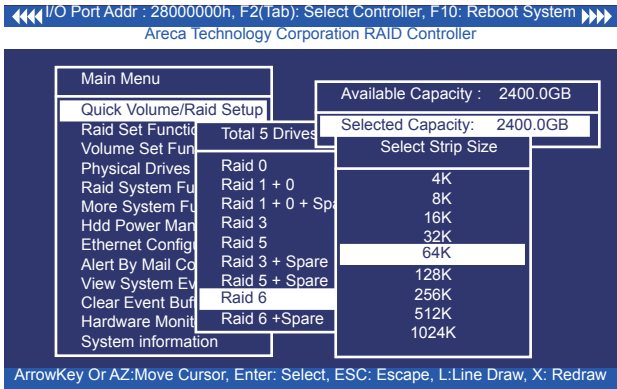 I/O Port Addr : 28000000h, F2(Tab): Select Controller, F10: Reboot System
Areca Technology Corporation RAID Controller
Main Menu
Quick Volume/Raid Setup
Raid Set Functio
Volume Set Fun
Physical Drives
Raid System Fu
More System Fu
Hdd Power Man
Ethernet Configu
Alert By Mail Co
View System Ev
Clear Event Buf
Hardware Monit
System information
Total 5 Drives
Raid 0
Raid 1 + 0
Raid 1 + 0 + Spa
Raid 3
Raid 5
Raid 3 + Spare
Raid 5 + Spare
Raid 6
Raid 6 +Spare
Available Capacity : 2400.0GB
Selected Capacity: 2400.0GB
Select Strip Size
4K
8K
16K
32K
64K
128K
256K
512K
1024K
ArrowKey Or AZ:Move Cursor, Enter: Select, ESC: Escape, L:Line Draw, X: Redraw